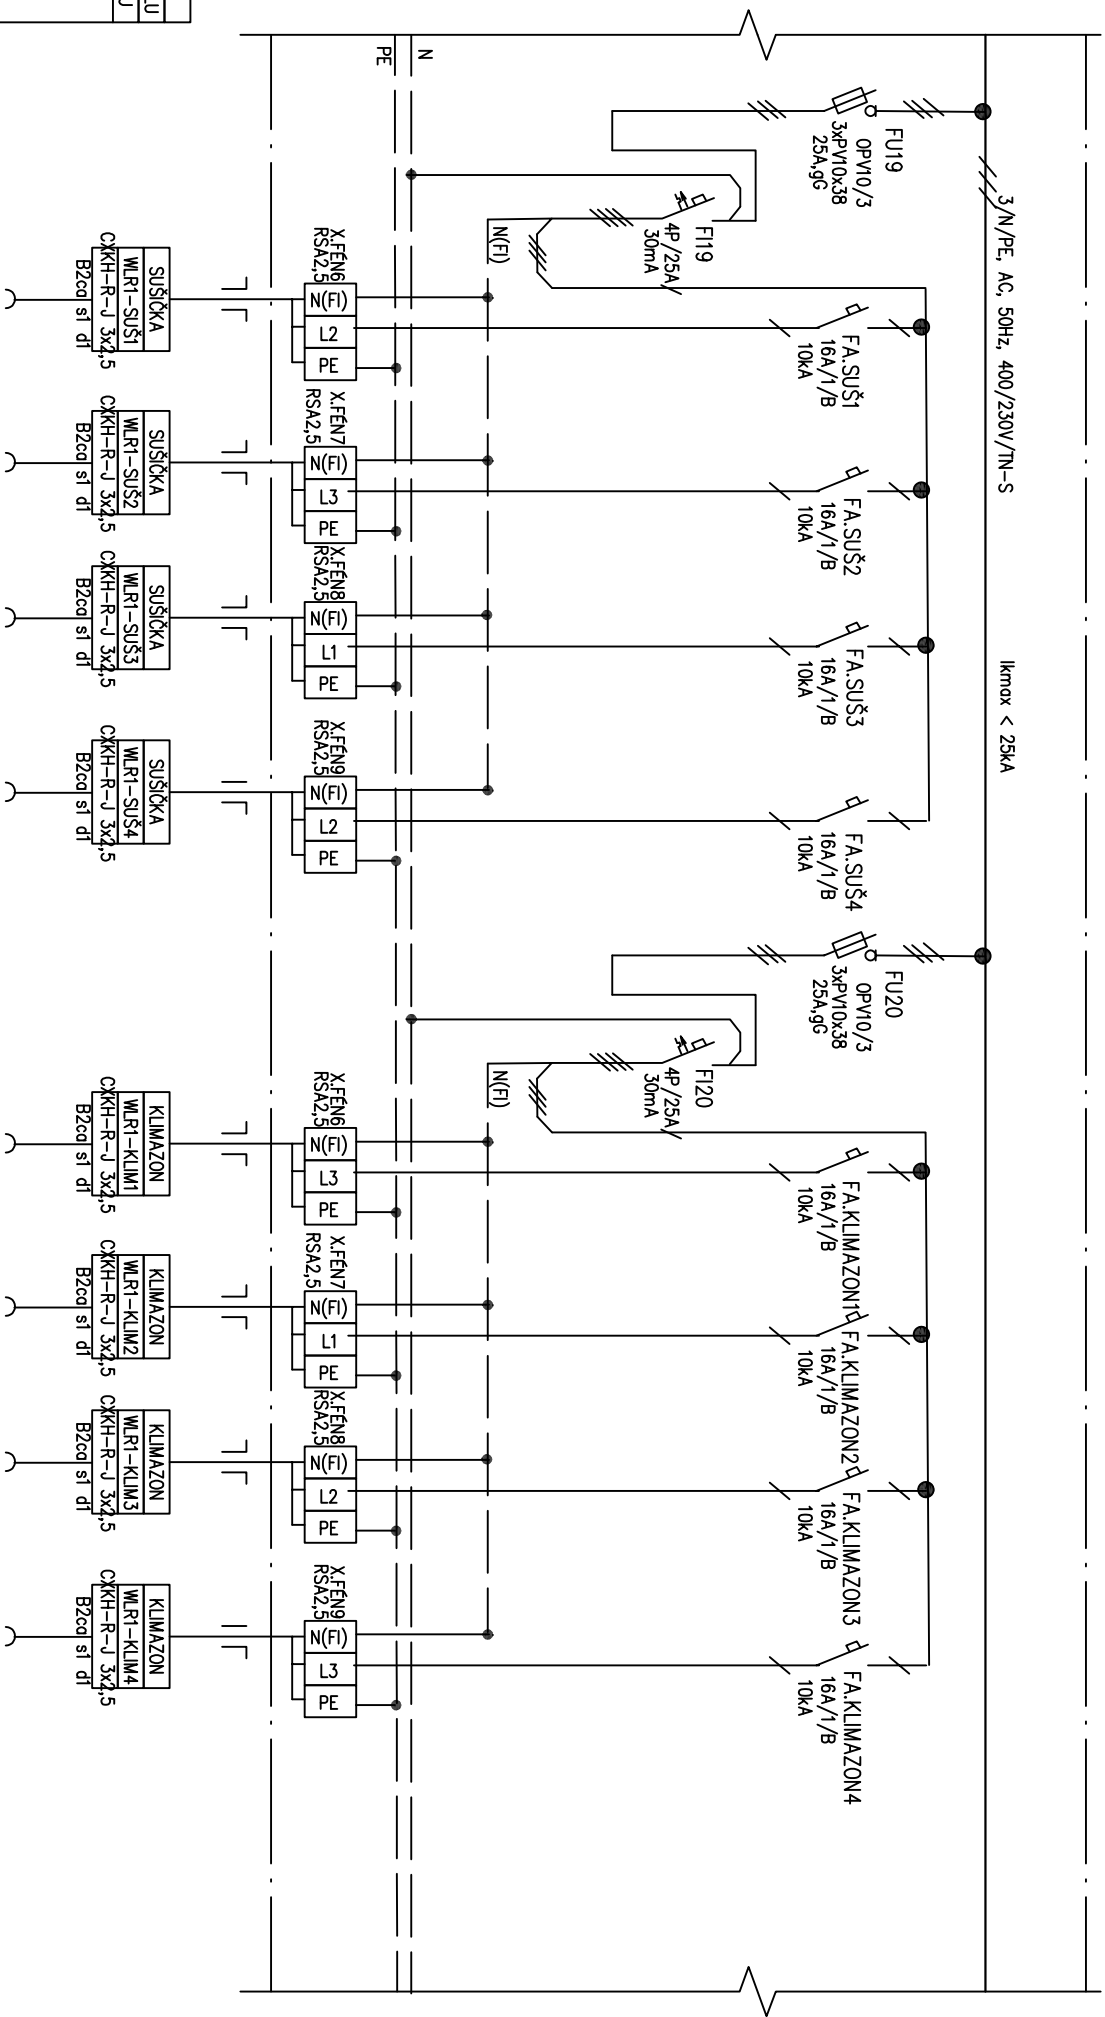 3/N/PE, AC, 50Hz, 400/230V/TN-S
Ikmax < 25kA
FU19
OPV10/3
3xPV10x38
25A,gG
FI19
4P/25A
30mA
N(FI)
N
PE
FA.SUŠ1
16A/1/B
10kA
FA.SUŠ2
16A/1/B
10kA
FA.SUŠ3
16A/1/B
10kA
FA.SUŠ4
16A/1/B
10kA
X.FÉN6
RSA2,5
N(FI)
L2
PE
X.FÉN7
RSA2,5
N(FI)
L3
PE
X.FÉN8
RSA2,5
N(FI)
L1
PE
X.FÉN9
RSA2,5
N(FI)
L2
PE
SUŠIČKA
WLR1-SUŠ1
CXKH-R-J 3x2,5
B2ca s1 d1
SUŠIČKA
WLR1-SUŠ2
CXKH-R-J 3x2,5
B2ca s1 d1
SUŠIČKA
WLR1-SUŠ3
CXKH-R-J 3x2,5
B2ca s1 d1
SUŠIČKA
WLR1-SUŠ4
CXKH-R-J 3x2,5
B2ca s1 d1
FU20
OPV10/3
3xPV10x38
25A,gG
FI20
4P/25A
30mA
N(FI)
FA.KLIMAZON1
16A/1/B
10kA
FA.KLIMAZON2
16A/1/B
10kA
FA.KLIMAZON3
16A/1/B
10kA
FA.KLIMAZON4
16A/1/B
10kA
X.FÉN6
RSA2,5
N(FI)
L3
PE
X.FÉN7
RSA2,5
N(FI)
L1
PE
X.FÉN8
RSA2,5
N(FI)
L2
PE
X.FÉN9
RSA2,5
N(FI)
L3
PE
KLIMAZON
WLR1-KLIM1
CXKH-R-J 3x2,5
B2ca s1 d1
KLIMAZON
WLR1-KLIM2
CXKH-R-J 3x2,5
B2ca s1 d1
KLIMAZON
WLR1-KLIM3
CXKH-R-J 3x2,5
B2ca s1 d1
KLIMAZON
WLR1-KLIM4
CXKH-R-J 3x2,5
B2ca s1 d1